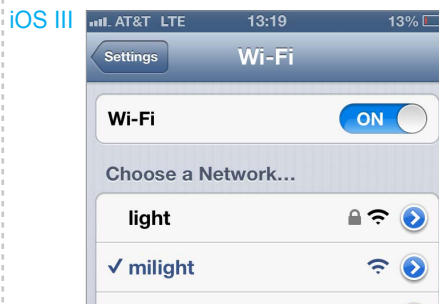 iOS III
AT&T LTE 13:19 13%
Settings Wi-Fi
Wi-Fi ON
Choose a Network...
light
milight